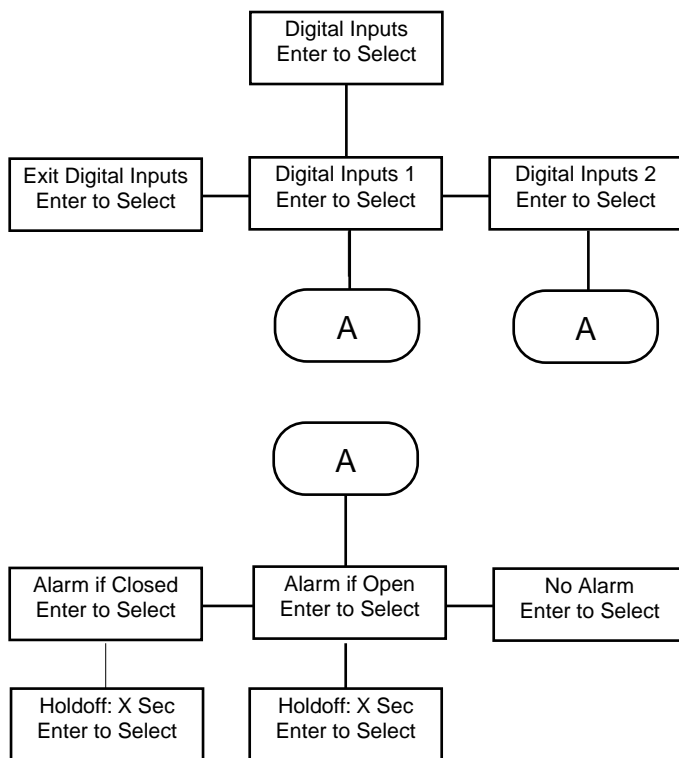 Digital Inputs
Enter to Select
Exit Digital Inputs
Enter to Select
Digital Inputs 1
Enter to Select
Digital Inputs 2
Enter to Select
A
A
A
Alarm if Closed
Enter to Select
Alarm if Open
Enter to Select
No Alarm
Enter to Select
Holdoff: X Sec
Enter to Select
Holdoff: X Sec
Enter to Select